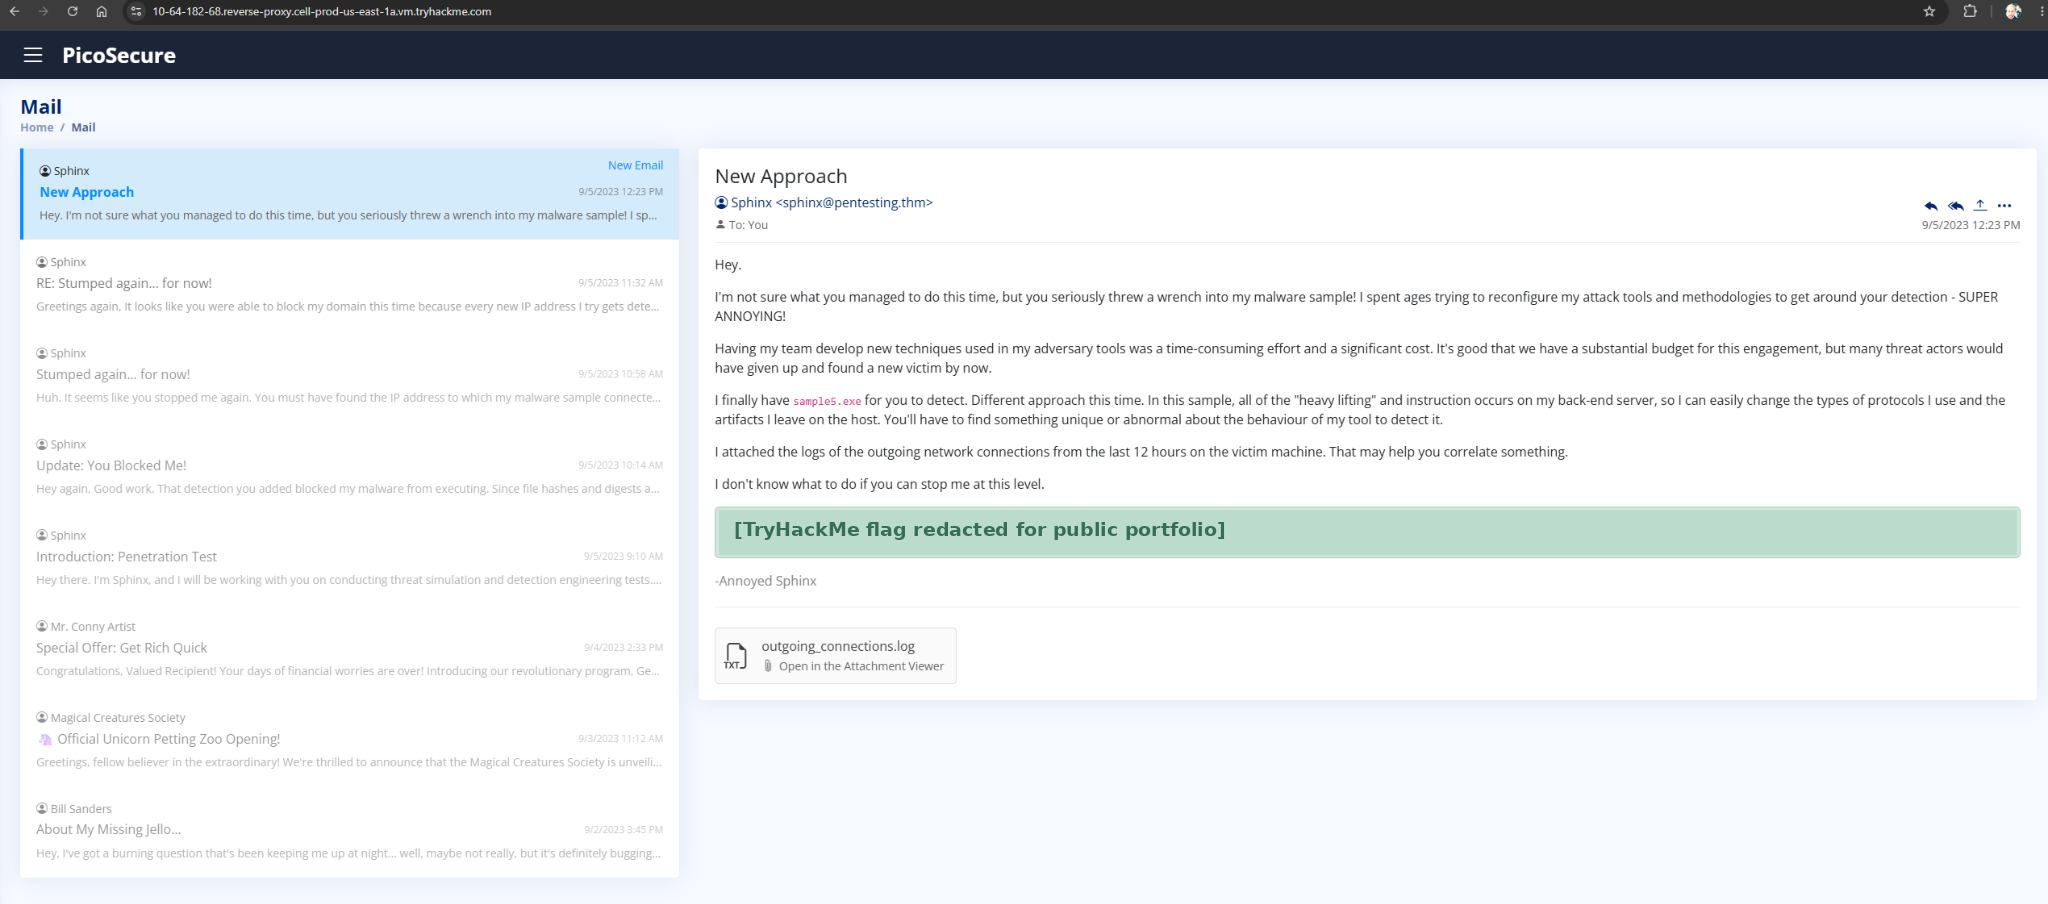 10-64-182-68.reverse-proxy.cell-prod-us-east-1a.vm.tryhackme.com
PicoSecure
Mail
Home / Mail
Sphinx
New Email
New Approach
9/5/2023 12:23 PM
Hey. I'm not sure what you managed to do this time, but you seriously threw a wrench into my malware sample! I sp...
Sphinx
RE: Stumped again... for now!
9/5/2023 11:32 AM
Greetings again. It looks like you were able to block my domain this time because every new IP address I try gets dete...
Sphinx
Stumped again... for now!
9/5/2023 10:58 AM
Huh. It seems like you stopped me again. You must have found the IP address to which my malware sample connecte...
Sphinx
Update: You Blocked Me!
9/5/2023 10:14 AM
Hey again, Good work. That detection you added blocked my malware from executing. Since file hashes and digests a...
Sphinx
Introduction: Penetration Test
9/5/2023 9:10 AM
Hey there. I'm Sphinx, and I will be working with you on conducting threat simulation and detection engineering tests....
Mr. Conny Artist
Special Offer: Get Rich Quick
9/4/2023 2:33 PM
Congratulations, Valued Recipient! Your days of financial worries are over! Introducing our revolutionary program, Ge...
Magical Creatures Society
Official Unicorn Petting Zoo Opening!
9/3/2023 11:12 AM
Greetings, fellow believer in the extraordinary! We're thrilled to announce that the Magical Creatures Society is unveili...
Bill Sanders
About My Missing Jello...
9/2/2023 3:45 PM
Hey, I've got a burning question that's been keeping me up at night... well, maybe not really, but it's definitely bugging...
New Approach
Sphinx <sphinx@pentesting.thm>
To: You
9/5/2023 12:23 PM
Hey.
I'm not sure what you managed to do this time, but you seriously threw a wrench into my malware sample! I spent ages trying to reconfigure my attack tools and methodologies to get around your detection - SUPER
ANNOYING!
Having my team develop new techniques used in my adversary tools was a time-consuming effort and a significant cost. It's good that we have a substantial budget for this engagement, but many threat actors would
have given up and found a new victim by now.
I finally have sample5.exe for you to detect. Different approach this time. In this sample, all of the "heavy lifting" and instruction occurs on my back-end server, so I can easily change the types of protocols I use and the
artifacts I leave on the host. You'll have to find something unique or abnormal about the behaviour of my tool to detect it.
I attached the logs of the outgoing network connections from the last 12 hours on the victim machine. That may help you correlate something.
I don't know what to do if you can stop me at this level.
[TryHackMe flag redacted for public portfolio]
-Annoyed Sphinx
TXT
outgoing_connections.log
Open in the Attachment Viewer